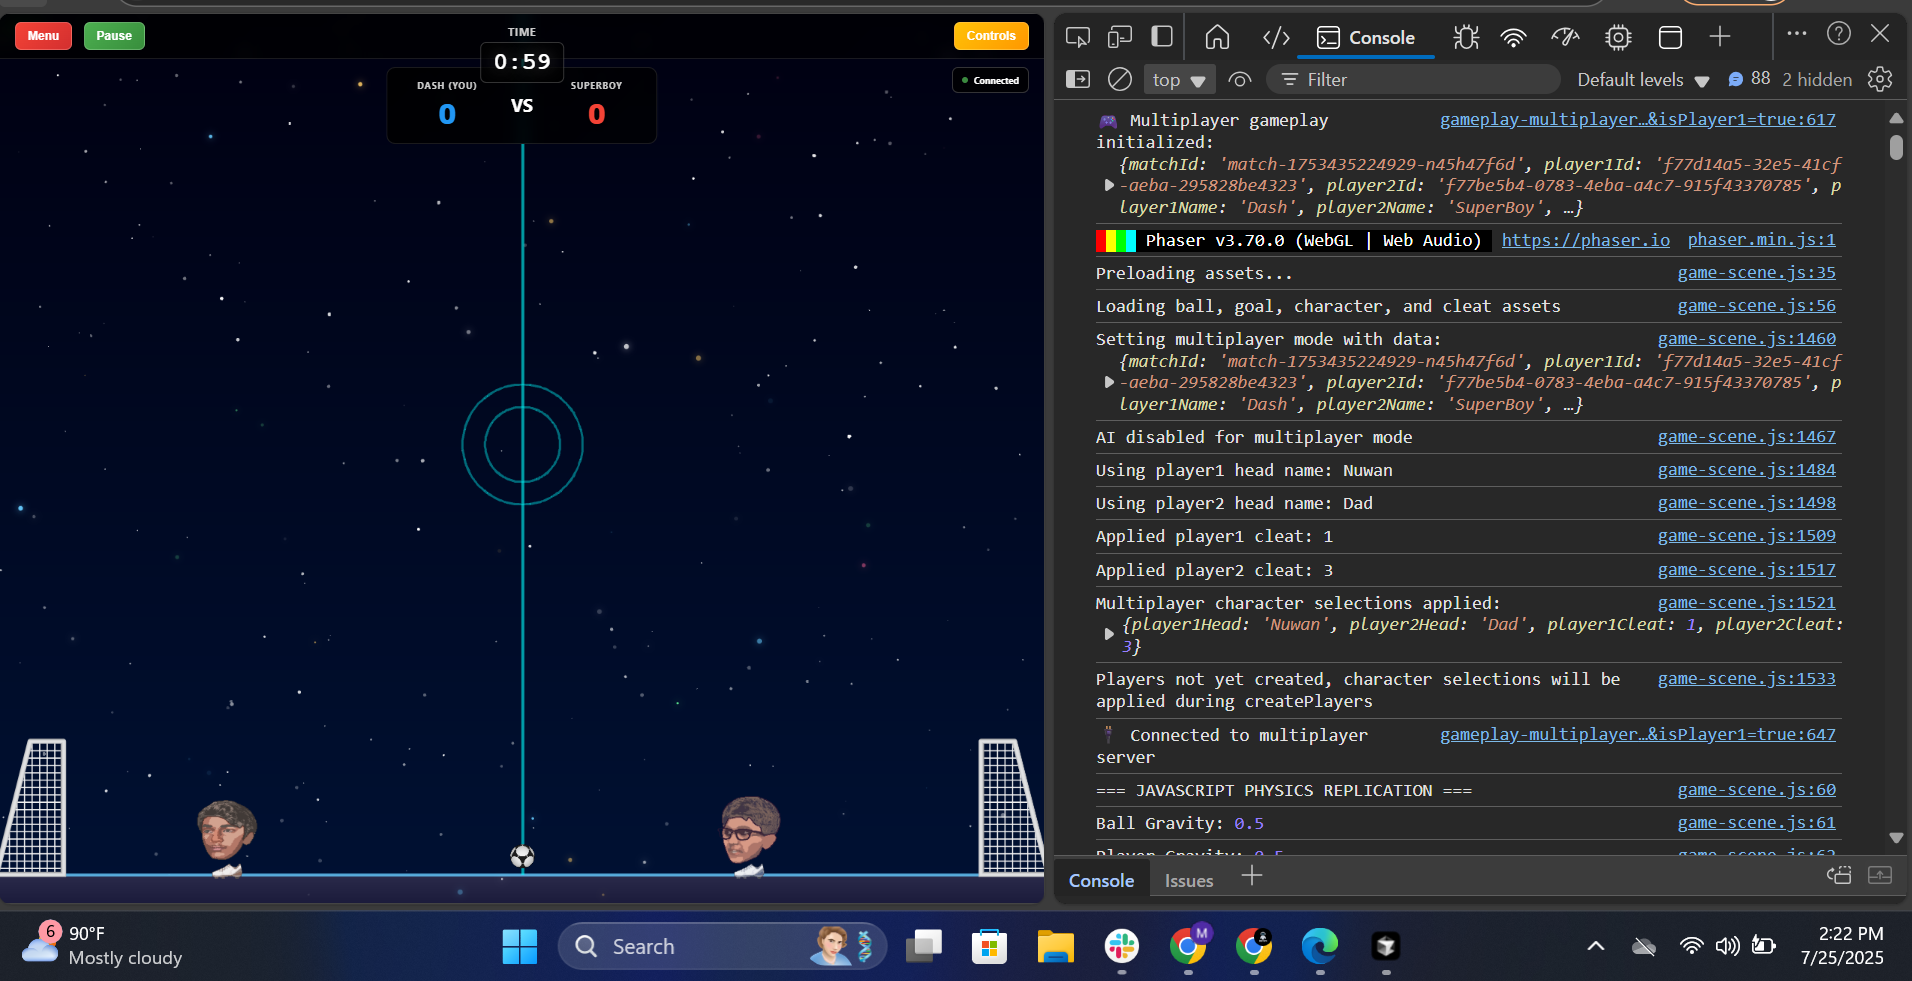 Menu
Pause
TIME
0:59
DASH (YOU)
0
VS
SUPERBOY
0
Controls
Connected
Console
top
Filter
Default levels
88
2 hidden
🎮 Multiplayer gameplay gameplay-multiplayer…&isPlayer1=true:617
initialized:
{matchId: 'match-1753435224929-n45h47f6d', player1Id: 'f77d14a5-32e5-41cf
-aeba-295828be4323', player2Id: 'f77be5b4-0783-4eba-a4c7-915f43370785', p
layer1Name: 'Dash', player2Name: 'SuperBoy', …}
Phaser v3.70.0 (WebGL | Web Audio) https://phaser.io phaser.min.js:1
Preloading assets... game-scene.js:35
Loading ball, goal, character, and cleat assets game-scene.js:56
Setting multiplayer mode with data: game-scene.js:1460
{matchId: 'match-1753435224929-n45h47f6d', player1Id: 'f77d14a5-32e5-41cf
-aeba-295828be4323', player2Id: 'f77be5b4-0783-4eba-a4c7-915f43370785', p
layer1Name: 'Dash', player2Name: 'SuperBoy', …}
AI disabled for multiplayer mode game-scene.js:1467
Using player1 head name: Nuwan game-scene.js:1484
Using player2 head name: Dad game-scene.js:1498
Applied player1 cleat: 1 game-scene.js:1509
Applied player2 cleat: 3 game-scene.js:1517
Multiplayer character selections applied: game-scene.js:1521
{player1Head: 'Nuwan', player2Head: 'Dad', player1Cleat: 1, player2Cleat:
3}
Players not yet created, character selections will be game-scene.js:1533
applied during createPlayers
🔌 Connected to multiplayer gameplay-multiplayer…&isPlayer1=true:647
server
=== JAVASCRIPT PHYSICS REPLICATION === game-scene.js:60
Ball Gravity: 0.5 game-scene.js:61
Player Gravity: 0.5 game-scene.js:62
Console
Issues
6
90°F
Mostly cloudy
Search
M
2:22 PM
7/25/2025